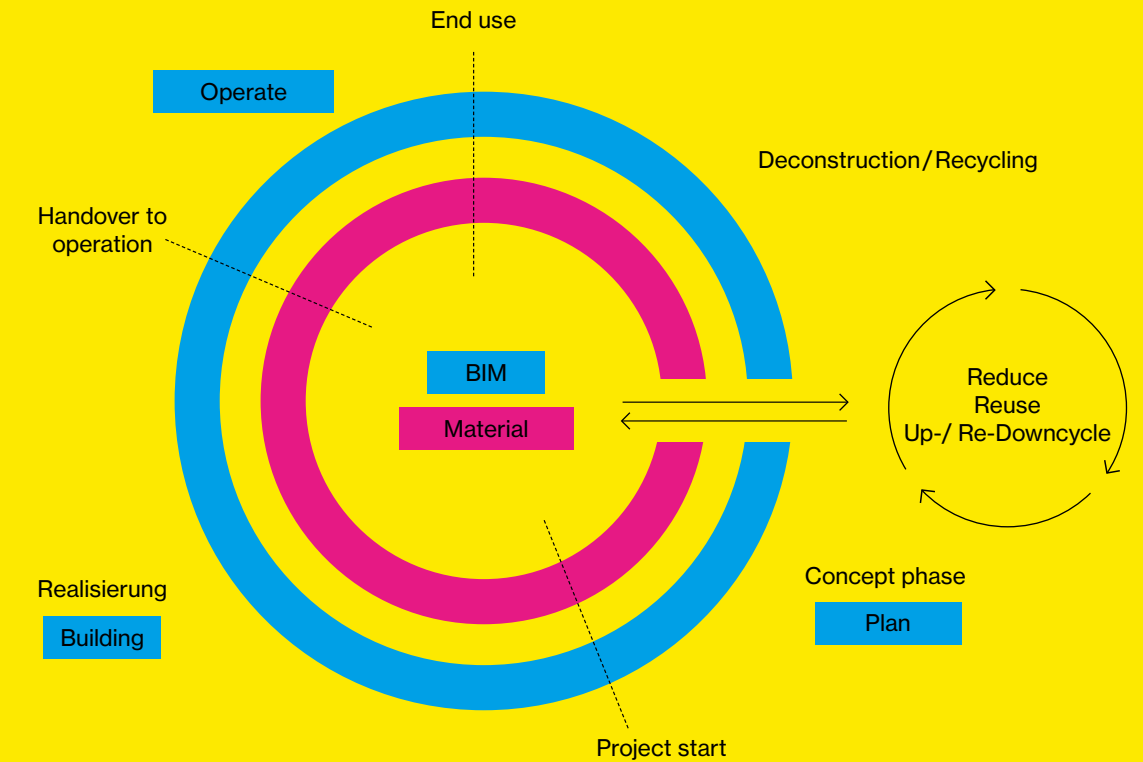 End use
Operate
Deconstruction/Recycling
Handover to
operation
BIM
Material
Reduce
Reuse
Up-/ Re-Downcycle
Realisierung
Building
Concept phase
Plan
Project start